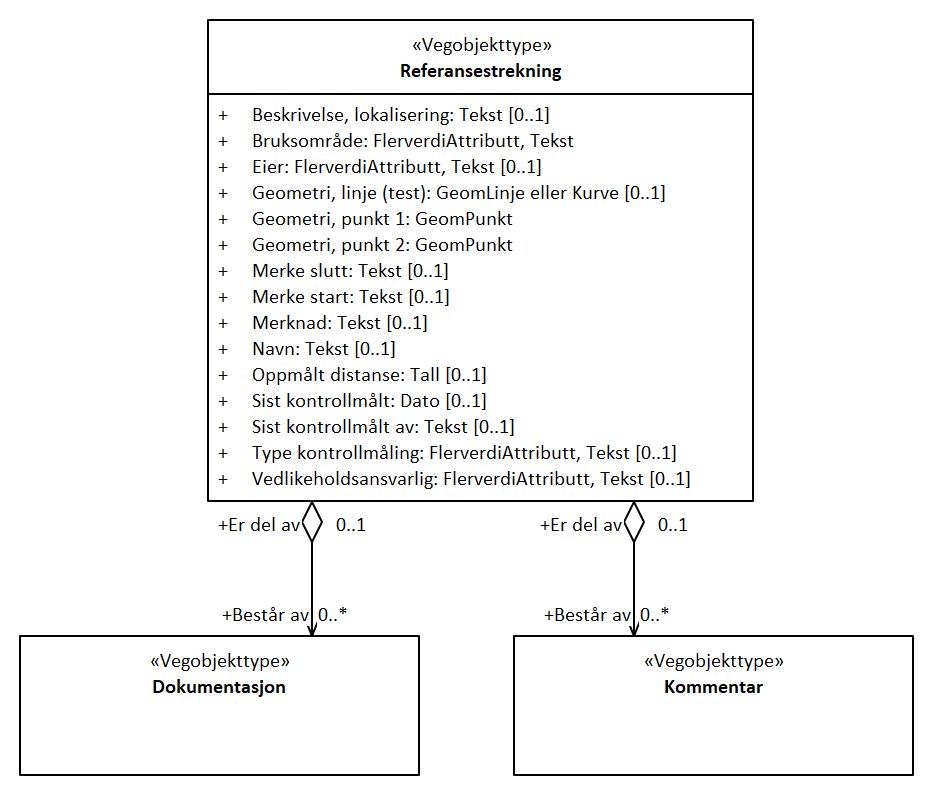 «Vegobjekttype»
Referansestrekning
+ Beskrivelse, lokalisering: Tekst [0..1]
+ Bruksområde: FlerverdiAttributt, Tekst
+ Eier: FlerverdiAttributt, Tekst [0..1]
+ Geometri, linje (test): GeomLinje eller Kurve [0..1]
+ Geometri, punkt 1: GeomPunkt
+ Geometri, punkt 2: GeomPunkt
+ Merke slutt: Tekst [0..1]
+ Merke start: Tekst [0..1]
+ Merknad: Tekst [0..1]
+ Navn: Tekst [0..1]
+ Oppmålt distanse: Tall [0..1]
+ Sist kontrollmålt: Dato [0..1]
+ Sist kontrollmålt av: Tekst [0..1]
+ Type kontrollmåling: FlerverdiAttributt, Tekst [0..1]
+ Vedlikeholdsansvarlig: FlerverdiAttributt, Tekst [0..1]
+Er del av 0..1
+Er del av 0..1
+Består av 0..*
+Består av 0..*
«Vegobjekttype»
Dokumentasjon
«Vegobjekttype»
Kommentar